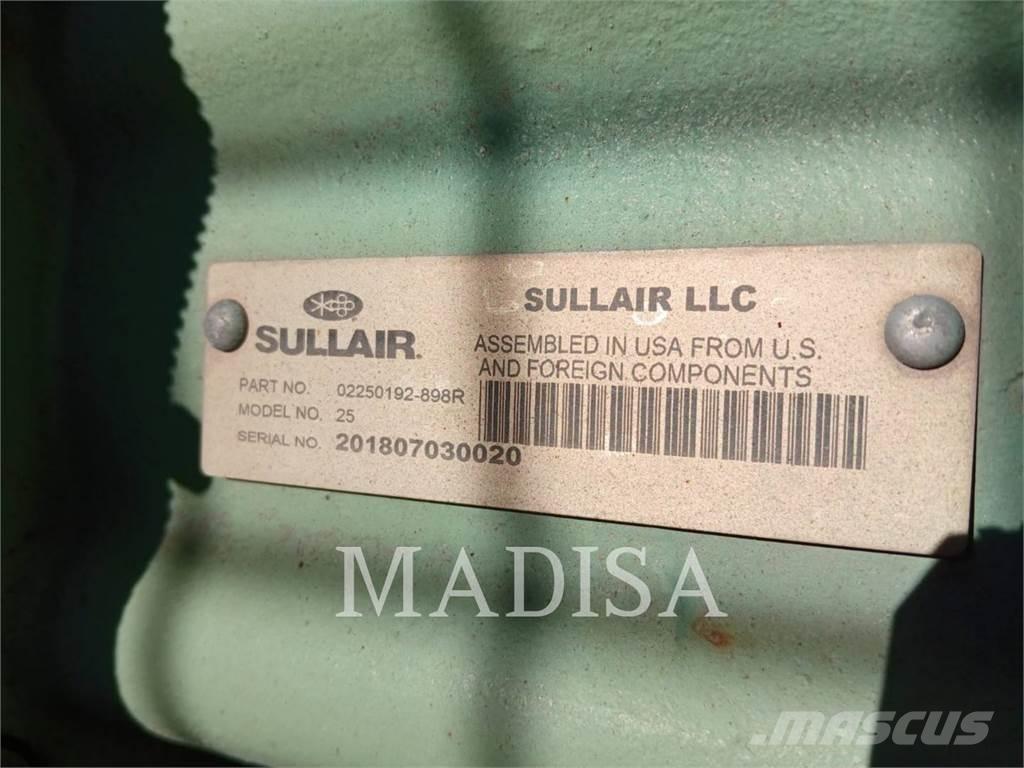 SULLAIR
SULLAIR LLC
ASSEMBLED IN USA FROM U.S.
AND FOREIGN COMPONENTS
PART NO. 02250192-898R
MODEL NO. 25
SERIAL NO. 201807030020
MADISA
MASCUS